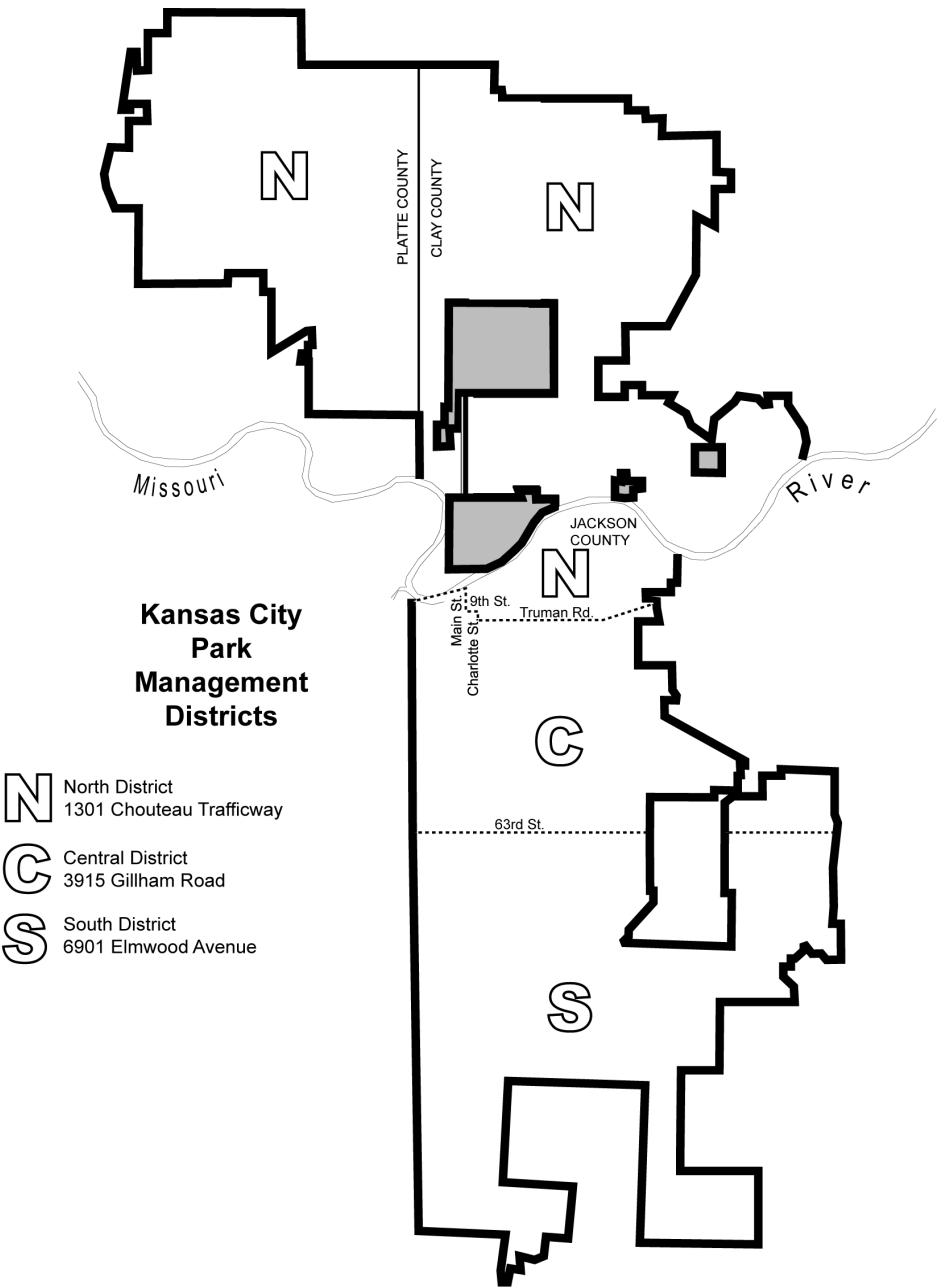 N
N
PLATTE COUNTY
CLAY COUNTY
Missouri
River
JACKSON
COUNTY
N
Main St.
9th St.
Charlotte St.
Truman Rd.
Kansas City
Park
Management
Districts
C
N
North District
1301 Chouteau Trafficway
63rd St.
C
Central District
3915 Gillham Road
S
South District
6901 Elmwood Avenue
S